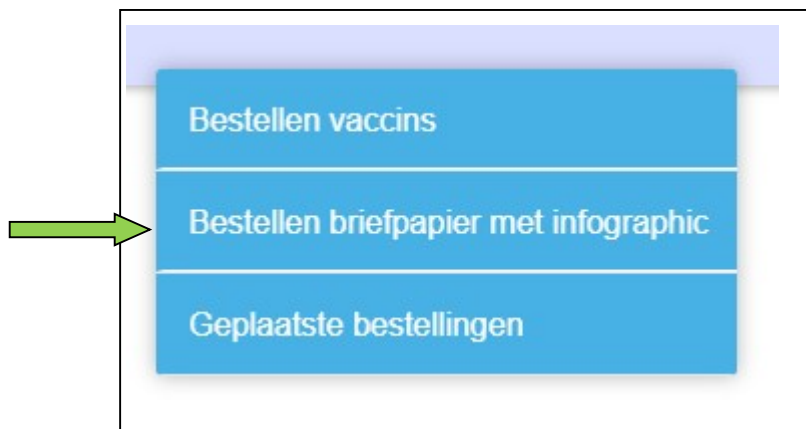 Bestellen vaccins
Bestellen briefpapier met infographic
Geplaatste bestellingen